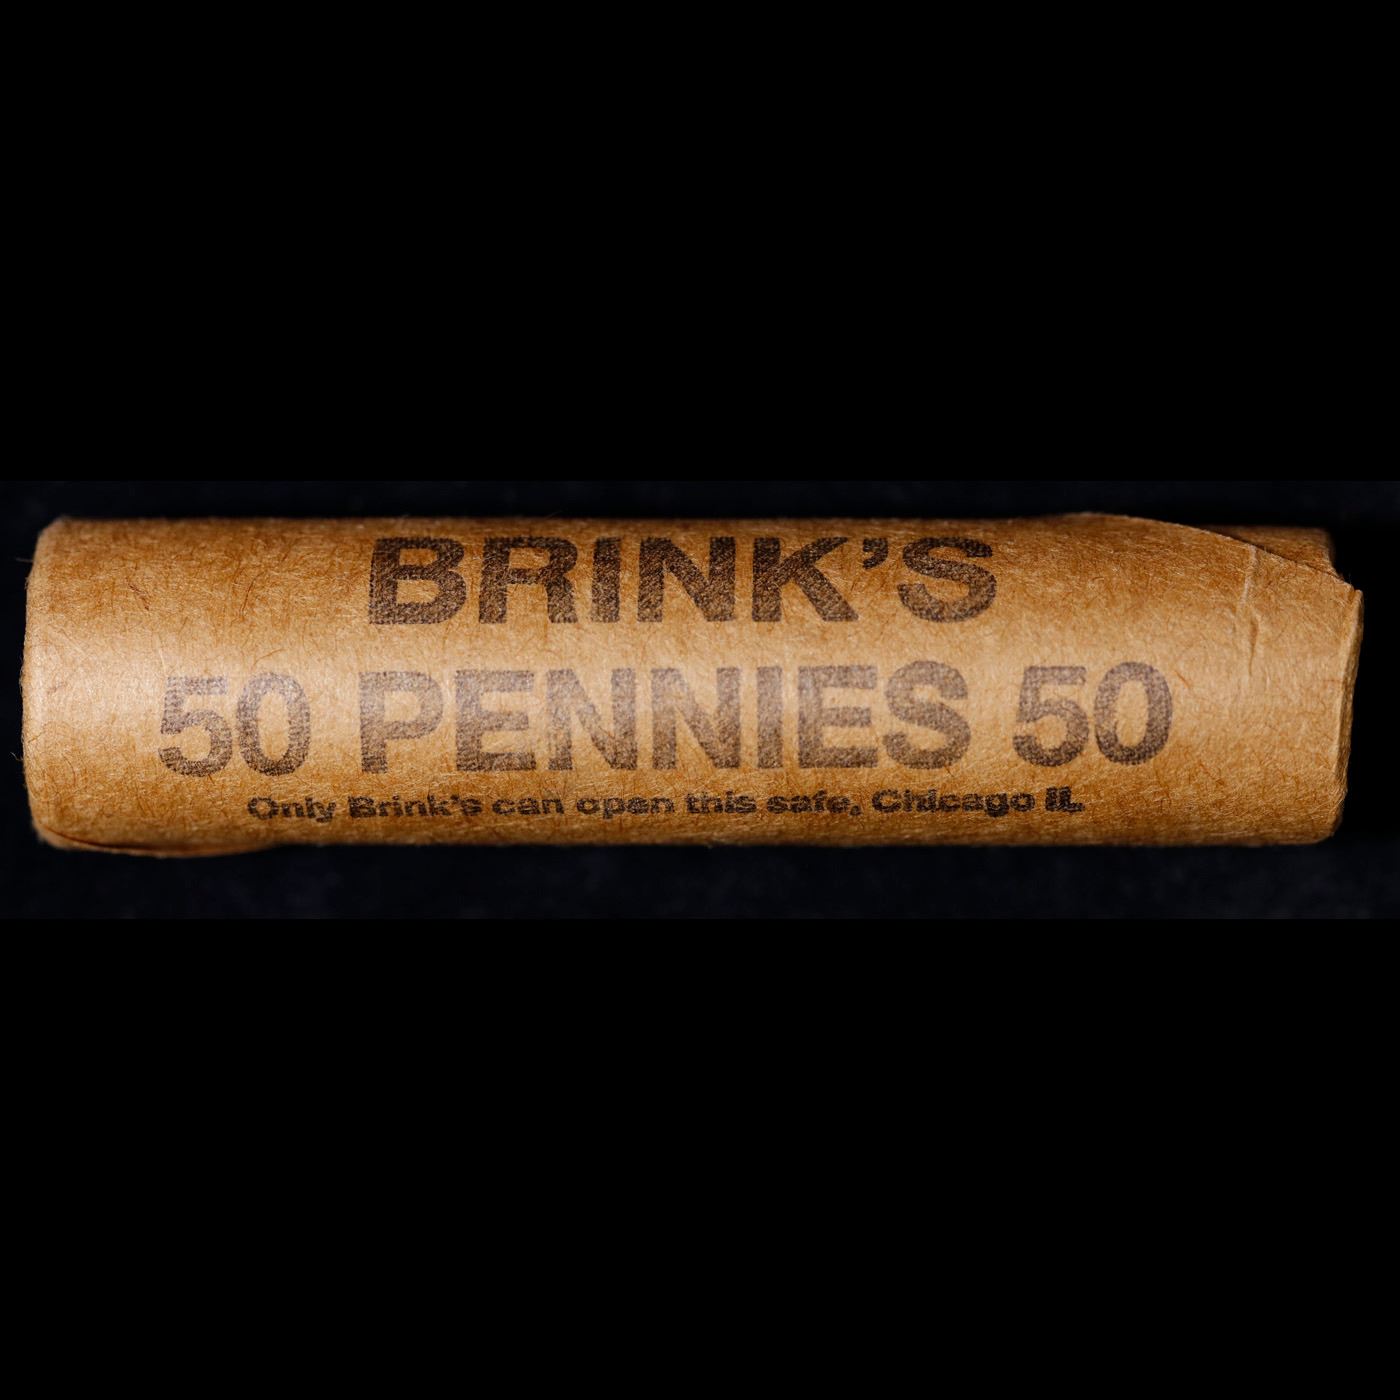 BRINK'S
50 PENNIES 50
Only Brink's can open this safe, Chicago IL